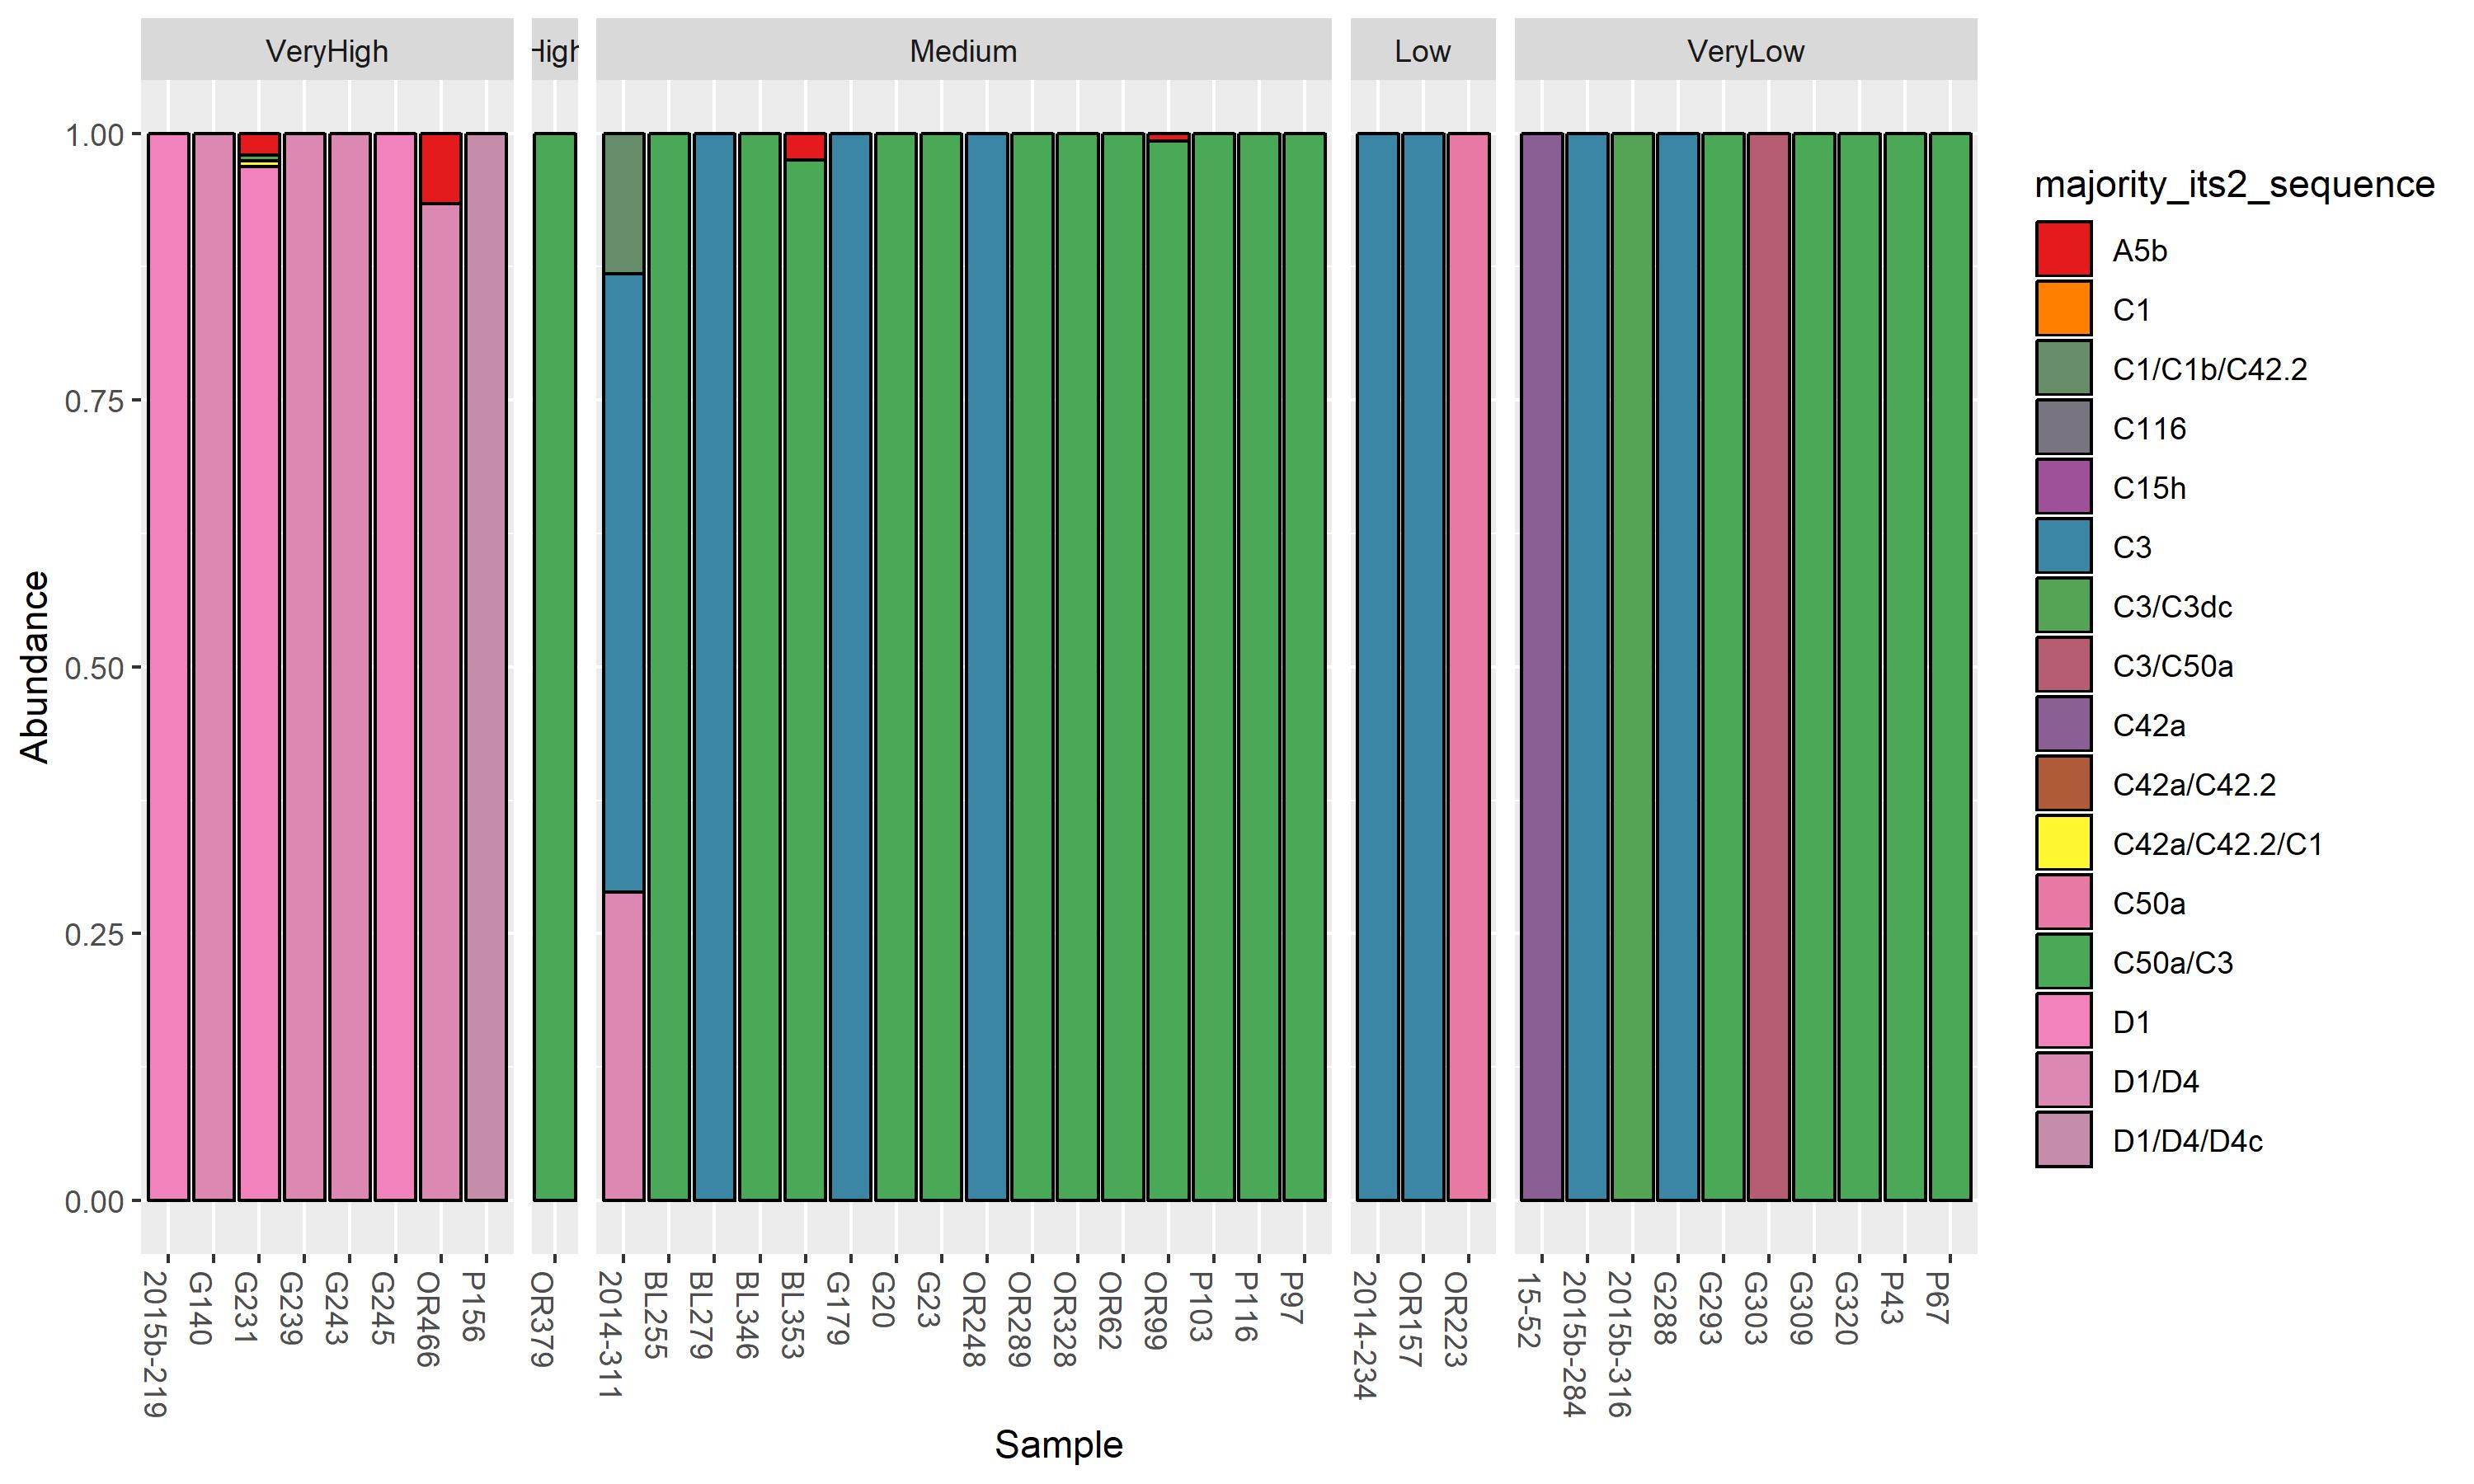 VeryHigh
High
Medium
Low
VeryLow
1.00
0.75
0.50
0.25
0.00
Abundance
2015b-219
G140
G231
G239
G243
G245
OR466
P156
OR379
2014-311
BL255
BL279
BL346
BL353
G179
G20
G23
OR248
OR289
OR328
OR62
OR99
P103
P116
P97
2014-234
OR157
OR223
15-52
2015b-284
2015b-316
G288
G293
G303
G309
G320
P43
P67
Sample
majority_its2_sequence
A5b
C1
C1/C1b/C42.2
C116
C15h
C3
C3/C3dc
C3/C50a
C42a
C42a/C42.2
C42a/C42.2/C1
C50a
C50a/C3
D1
D1/D4
D1/D4/D4c